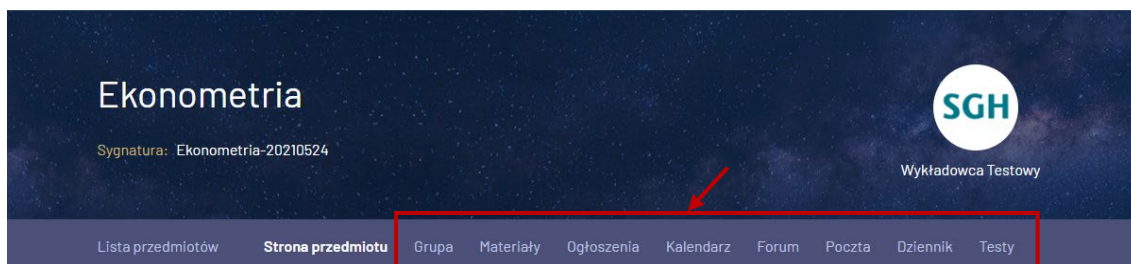 Ekonometria
SGH
Sygnatura: Ekonometria-20210524
Wykładowca Testowy
Lista przedmiotów Strona przedmiotu Grupa Materiały Ogłoszenia Kalendarz Forum Poczta Dziennik Testy